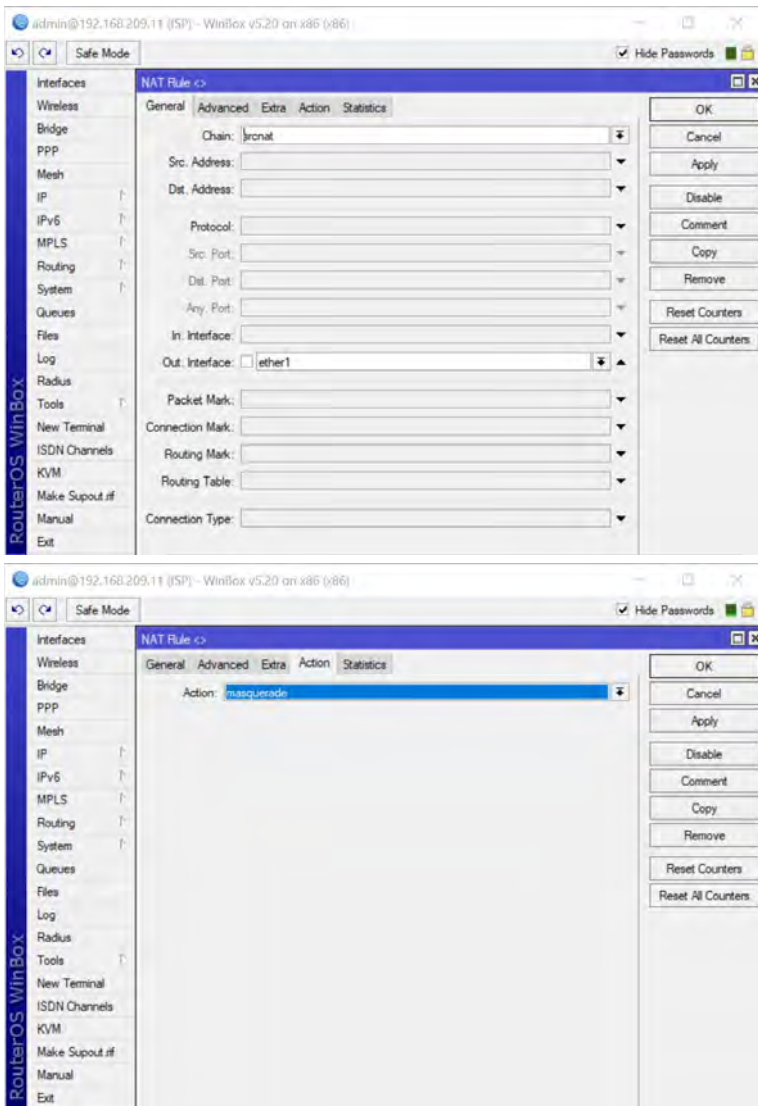 admin@192.168.209.11 (ISP) - WinBox v5.20 on x86 (x86)
Safe Mode
Hide Passwords
Interfaces
Wireless
Bridge
PPP
Mesh
IP
IPv6
MPLS
Routing
System
Queues
Files
Log
Radius
Tools
New Terminal
ISDN Channels
KVM
Make Supout.rif
Manual
Exit
RouterOS WinBox
NAT Rule <>
General Advanced Extra Action Statistics
Chain: srcnat
Src. Address:
Dst. Address:
Protocol:
Src. Port:
Dst. Port:
Any. Port:
In. Interface:
Out. Interface: ether1
Packet Mark:
Connection Mark:
Routing Mark:
Routing Table:
Connection Type:
OK
Cancel
Apply
Disable
Comment
Copy
Remove
Reset Counters
Reset All Counters
admin@192.168.209.11 (ISP) - WinBox v5.20 on x86 (x86)
Safe Mode
Hide Passwords
Interfaces
Wireless
Bridge
PPP
Mesh
IP
IPv6
MPLS
Routing
System
Queues
Files
Log
Radius
Tools
New Terminal
ISDN Channels
KVM
Make Supout.rif
Manual
Exit
RouterOS WinBox
NAT Rule <>
General Advanced Extra Action Statistics
Action: masquerade
OK
Cancel
Apply
Disable
Comment
Copy
Remove
Reset Counters
Reset All Counters